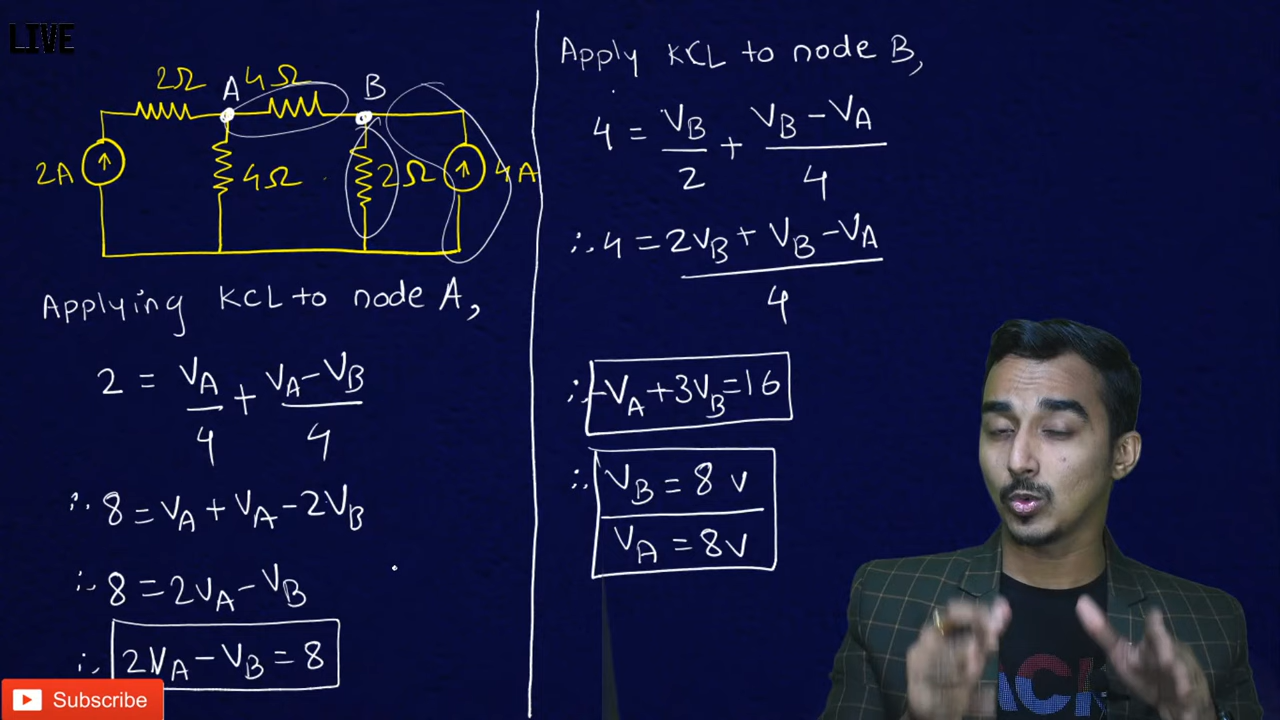 LIVE
2Ω A 4Ω B
2A 4Ω 2Ω 4A
Applying KCL to node A,
2 = VA/4 + (VA-VB)/4
∴ 8 = VA + VA - 2VB
∴ 8 = 2VA - VB
∴ 2VA - VB = 8
Subscribe
Apply KCL to node B,
4 = VB/2 + (VB-VA)/4
∴ 4 = (2VB + VB - VA)/4
∴ -VA + 3VB = 16
∴ VB = 8 v
VA = 8v